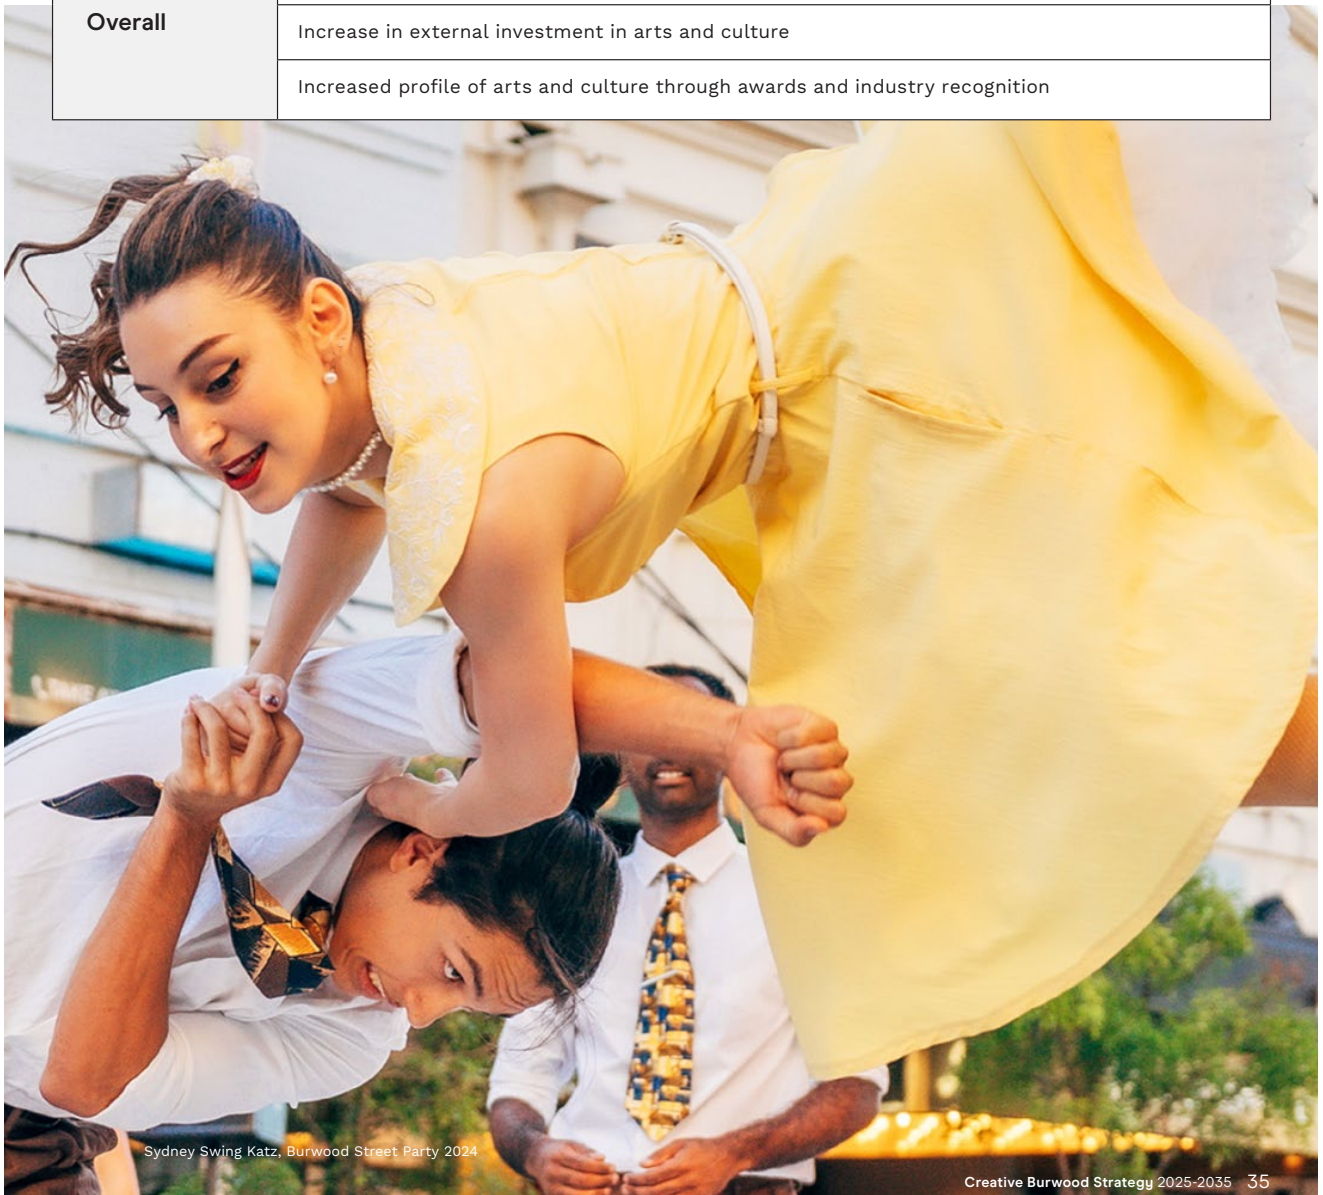 Overall
Increase in external investment in arts and culture
Increased profile of arts and culture through awards and industry recognition
Sydney Swing Katz, Burwood Street Party 2024
Creative Burwood Strategy 2025-2035 35